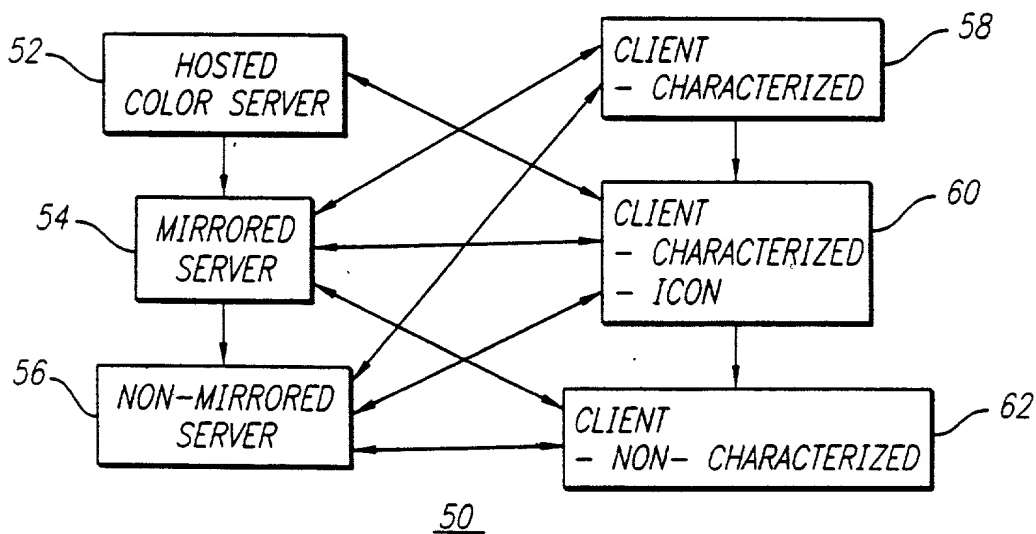 52
HOSTED
COLOR SERVER
58
CLIENT
- CHARACTERIZED
54
MIRRORED
SERVER
60
CLIENT
- CHARACTERIZED
- ICON
56
NON-MIRRORED
SERVER
62
CLIENT
- NON- CHARACTERIZED
50